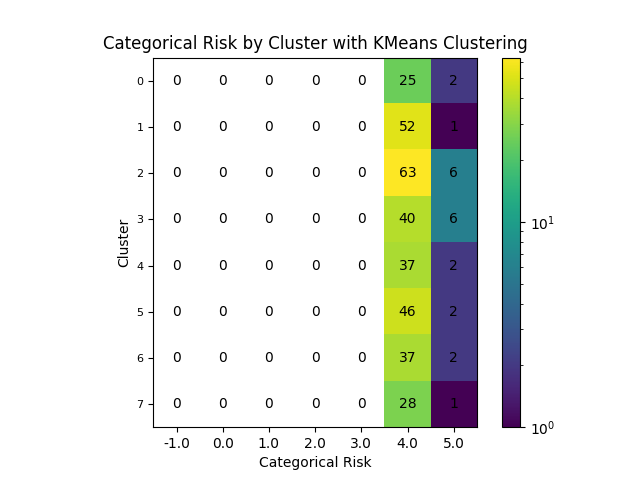 Categorical Risk by Cluster with KMeans Clustering
Cluster
0 0 0 0 0 0 25 2
1 0 0 0 0 0 52 1
2 0 0 0 0 0 63 6
3 0 0 0 0 0 40 6
4 0 0 0 0 0 37 2
5 0 0 0 0 0 46 2
6 0 0 0 0 0 37 2
7 0 0 0 0 0 28 1
-1.0 0.0 1.0 2.0 3.0 4.0 5.0
Categorical Risk
10¹
10⁰